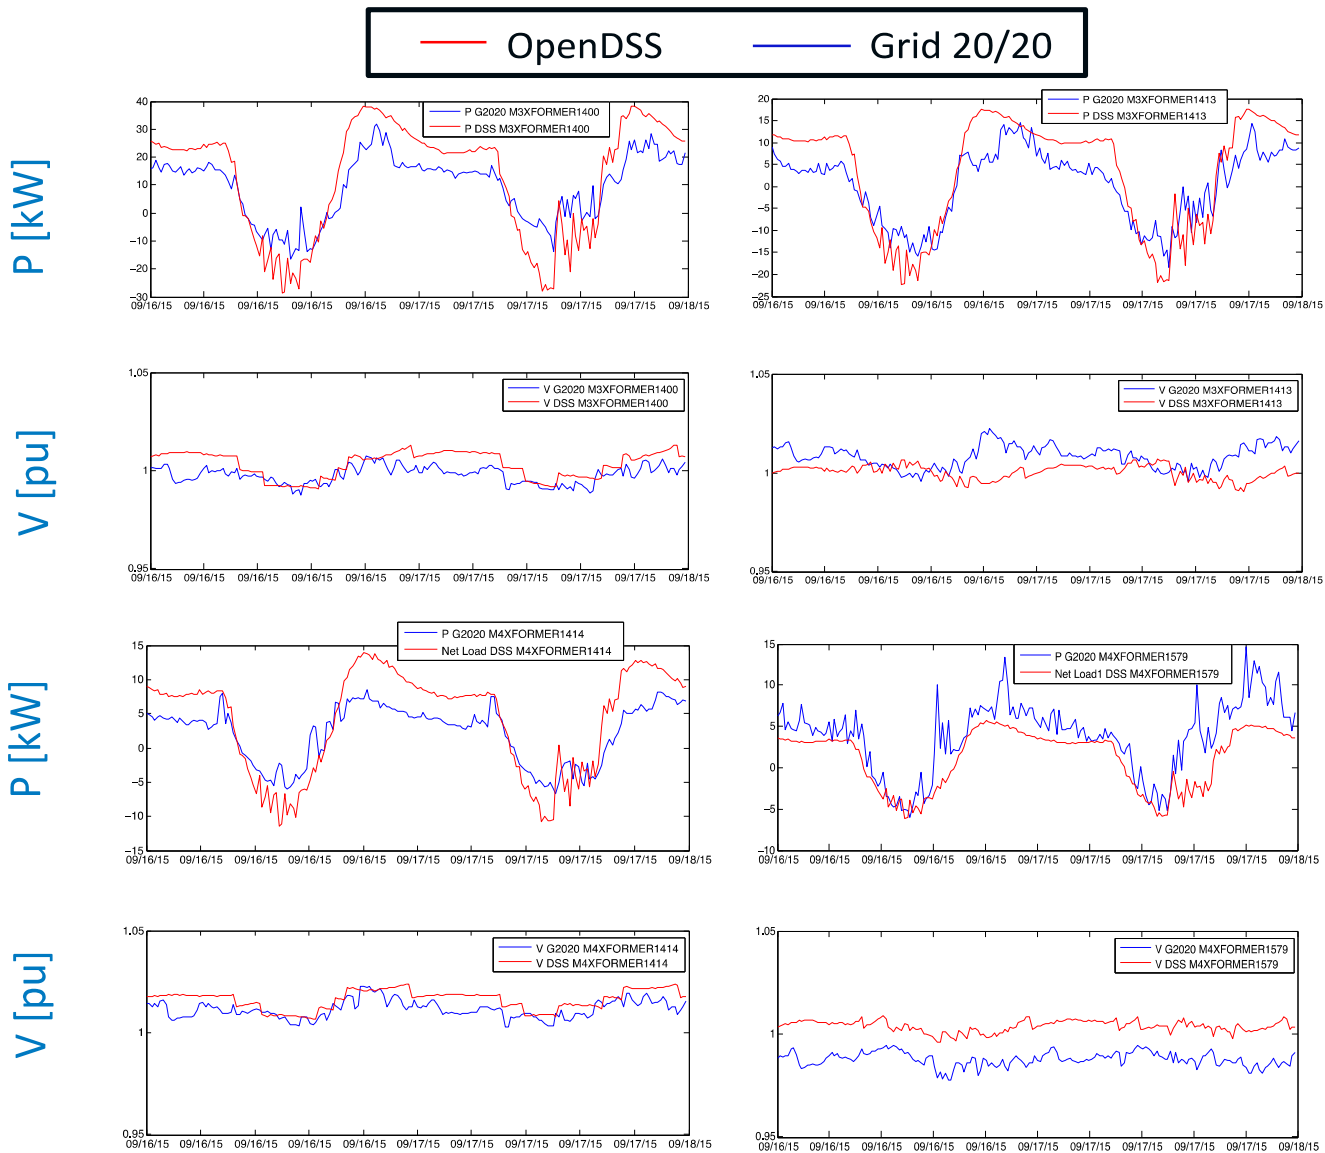 OpenDSS Grid 20/20
P [kW]
40
30
20
10
0
−10
−20
−30
P G2020 M3XFORMER1400
P DSS M3XFORMER1400
09/16/15 09/16/15 09/16/15 09/16/15 09/16/15 09/17/15 09/17/15 09/17/15 09/17/15 09/17/15 09/18/15
20
15
10
5
0
−5
−10
−15
−20
−25
P G2020 M3XFORMER1413
P DSS M3XFORMER1413
09/16/15 09/16/15 09/16/15 09/16/15 09/16/15 09/17/15 09/17/15 09/17/15 09/17/15 09/17/15 09/18/15
V [pu]
1.05
1
0.95
V G2020 M3XFORMER1400
V DSS M3XFORMER1400
09/16/15 09/16/15 09/16/15 09/16/15 09/16/15 09/17/15 09/17/15 09/17/15 09/17/15 09/17/15 09/18/15
1.05
1
0.95
V G2020 M3XFORMER1413
V DSS M3XFORMER1413
09/16/15 09/16/15 09/16/15 09/16/15 09/16/15 09/17/15 09/17/15 09/17/15 09/17/15 09/17/15 09/18/15
P [kW]
15
10
5
0
−5
−10
−15
P G2020 M4XFORMER1414
Net Load DSS M4XFORMER1414
09/16/15 09/16/15 09/16/15 09/16/15 09/16/15 09/17/15 09/17/15 09/17/15 09/17/15 09/17/15 09/18/15
15
10
5
0
−5
−10
P G2020 M4XFORMER1579
Net Load1 DSS M4XFORMER1579
09/16/15 09/16/15 09/16/15 09/16/15 09/16/15 09/17/15 09/17/15 09/17/15 09/17/15 09/17/15 09/18/15
V [pu]
1.05
1
0.95
V G2020 M4XFORMER1414
V DSS M4XFORMER1414
09/16/15 09/16/15 09/16/15 09/16/15 09/16/15 09/17/15 09/17/15 09/17/15 09/17/15 09/17/15 09/18/15
1.05
1
0.95
V G2020 M4XFORMER1579
V DSS M4XFORMER1579
09/16/15 09/16/15 09/16/15 09/16/15 09/16/15 09/17/15 09/17/15 09/17/15 09/17/15 09/17/15 09/18/15